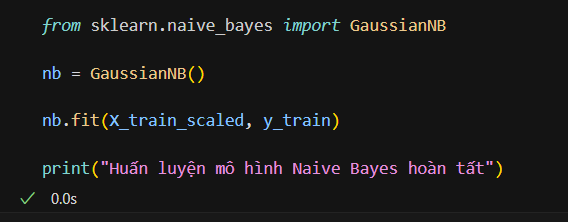 from sklearn.naive_bayes import GaussianNB
nb = GaussianNB()
nb.fit(X_train_scaled, y_train)
print("Huấn luyện mô hình Naive Bayes hoàn tất")
0.0s